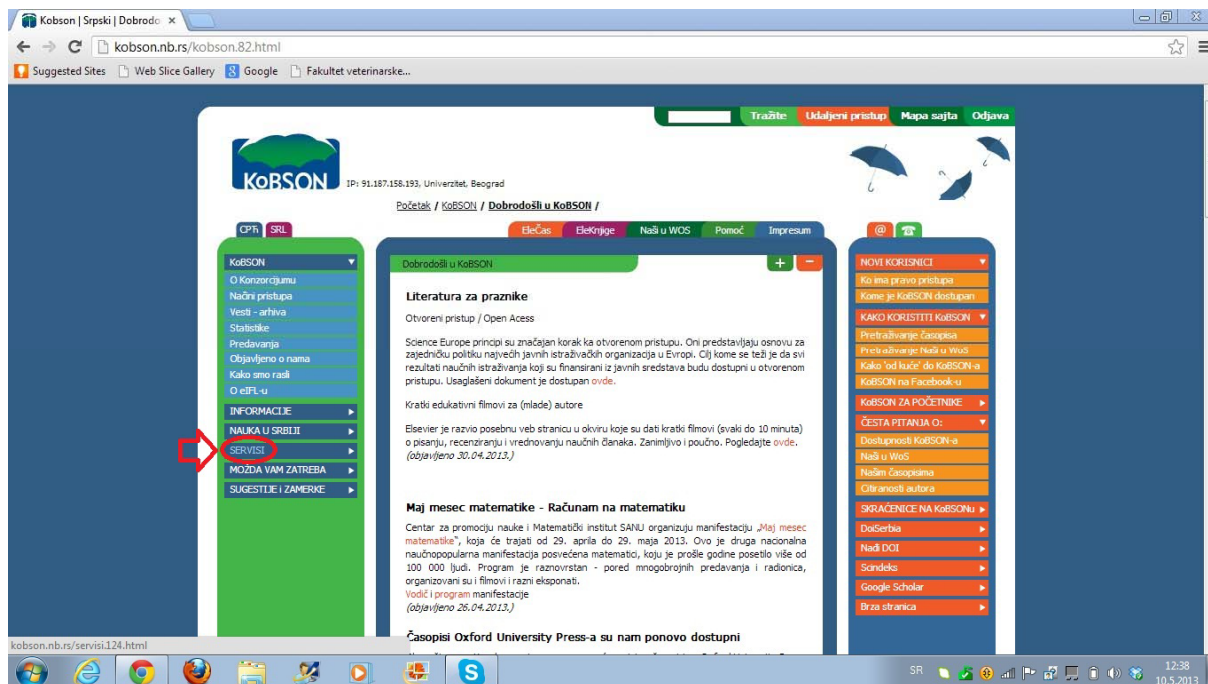 Kobson | Srpski | Dobrodo
kobson.nb.rs/kobson.82.html
Suggested Sites Web Slice Gallery Google Fakultet veterinarske...
Tražite Udaljeni pristup Mapa sajta Odjava
KoBSON
IP: 91.187.158.193, Univerzitet, Beograd
Početak / KoBSON / Dobrodošli u KoBSON /
СРЋ SRL
EleČas EleKnjige Naši u WOS Pomoć Impresum
@
KoBSON
O Konzorcijumu
Načini pristupa
Vesti - arhiva
Statistike
Predavanja
Objavljeno o nama
Kako smo rasli
O eIFL-u
INFORMACIJE
NAUKA U SRBIJI
SERVISI
MOŽDA VAM ZATREBA
SUGESTIJE i ZAMERKE
Dobrodošli u KoBSON
+ −
Literatura za praznike
Otvoreni pristup / Open Acess
Science Europe principi su značajan korak ka otvorenom pristupu. Oni predstavljaju osnovu za
zajedničku politiku najvećih javnih istraživačkih organizacija u Evropi. Cilj kome se teži je da svi
rezultati naučnih istraživanja koji su finansirani iz javnih sredstava budu dostupni u otvorenom
pristupu. Usaglašeni dokument je dostupan ovde.
Kratki edukativni filmovi za (mlade) autore
Elsevier je razvio posebnu veb stranicu u okviru koje su dati kratki filmovi (svaki do 10 minuta)
o pisanju, recenziranju i vrednovanju naučnih članaka. Zanimljivo i poučno. Pogledajte ovde.
(objavljeno 30.04.2013.)
Maj mesec matematike - Računam na matematiku
Centar za promociju nauke i Matematički institut SANU organizuju manifestaciju „Maj mesec
matematike“, koja će trajati od 29. aprila do 29. maja 2013. Ovo je druga nacionalna
naučnopopularna manifestacija posvećena matematici, koju je prošle godine posetilo više od
100 000 ljudi. Program je raznovrstan - pored mnogobrojnih predavanja i radionica,
organizovani su i filmovi i razni eksponati.
Vodič i program manifestacije
(objavljeno 26.04.2013.)
Časopisi Oxford University Press-a su nam ponovo dostupni
NOVI KORISNICI
Ko ima pravo pristupa
Kome je KoBSON dostupan
KAKO KORISTITI KoBSON
Pretraživanje časopisa
Pretraživanje Naši u WoS
Kako 'od kuće' do KoBSON-a
KoBSON na Facebook-u
KoBSON ZA POČETNIKE
ČESTA PITANJA O:
Dostupnosti KoBSON-a
Naši u WoS
Našim časopisima
Citiranosti autora
SKRAĆENICE NA KoBSONu
DoiSerbia
Nađi DOI
Scindeks
Google Scholar
Brza stranica
kobson.nb.rs/servisi.124.html
SR 12:38
10.5.2013